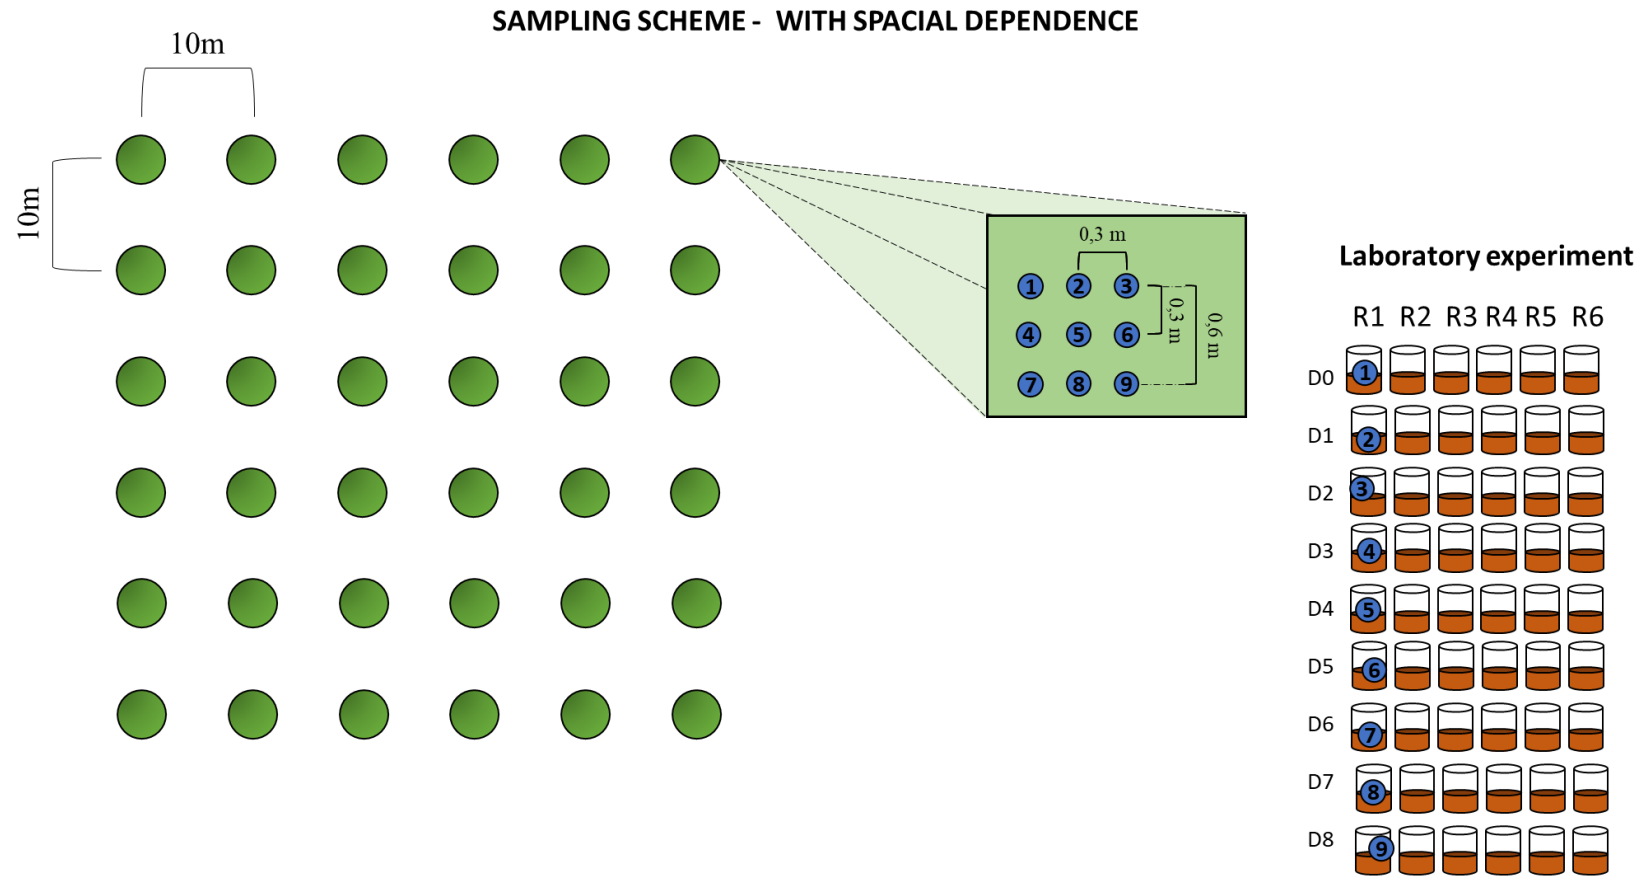 SAMPLING SCHEME - WITH SPACIAL DEPENDENCE
10m
10m
0,3 m
1 2 3
4 5 6
7 8 9
0,3 m
0,6 m
Laboratory experiment
R1 R2 R3 R4 R5 R6
D0 1
D1 2
D2 3
D3 4
D4 5
D5 6
D6 7
D7 8
D8 9